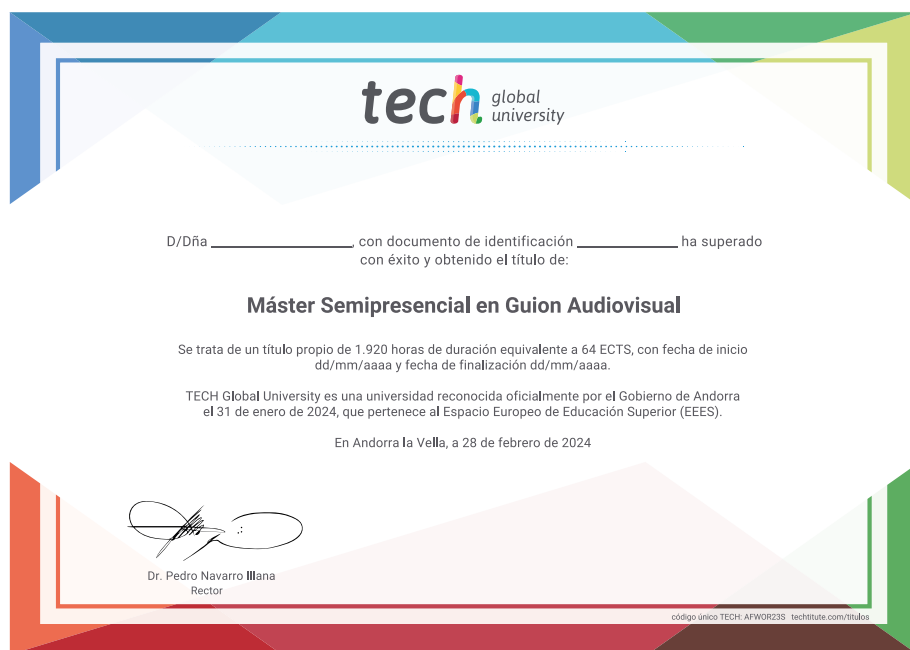 tech global university
D/Dña ________________, con documento de identificación ____________ ha superado
con éxito y obtenido el título de:
Máster Semipresencial en Guion Audiovisual
Se trata de un título propio de 1.920 horas de duración equivalente a 64 ECTS, con fecha de inicio
dd/mm/aaaa y fecha de finalización dd/mm/aaaa.
TECH Global University es una universidad reconocida oficialmente por el Gobierno de Andorra
el 31 de enero de 2024, que pertenece al Espacio Europeo de Educación Superior (EEES).
En Andorra la Vella, a 28 de febrero de 2024
Dr. Pedro Navarro Illana
Rector
código único TECH: AFWOR23S techtitute.com/titulos